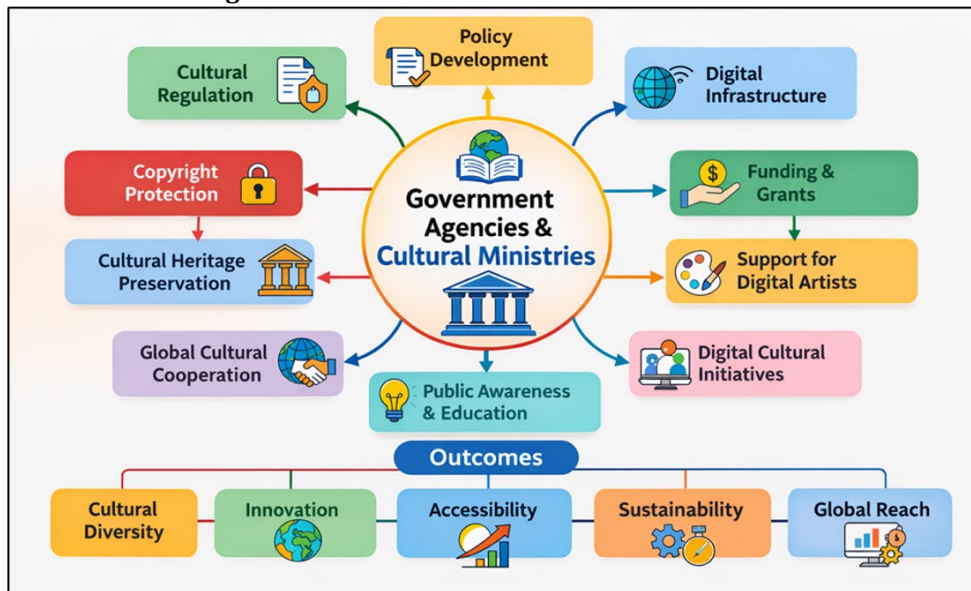 Policy
Development
Cultural
Regulation
Digital
Infrastructure
Copyright
Protection
Government
Agencies &
Cultural Ministries
$
Funding &
Grants
Cultural Heritage
Preservation
Support for
Digital Artists
Global Cultural
Cooperation
Digital Cultural
Initiatives
Public Awareness
& Education
Outcomes
Cultural
Diversity
Innovation
Accessibility
Sustainability
Global Reach